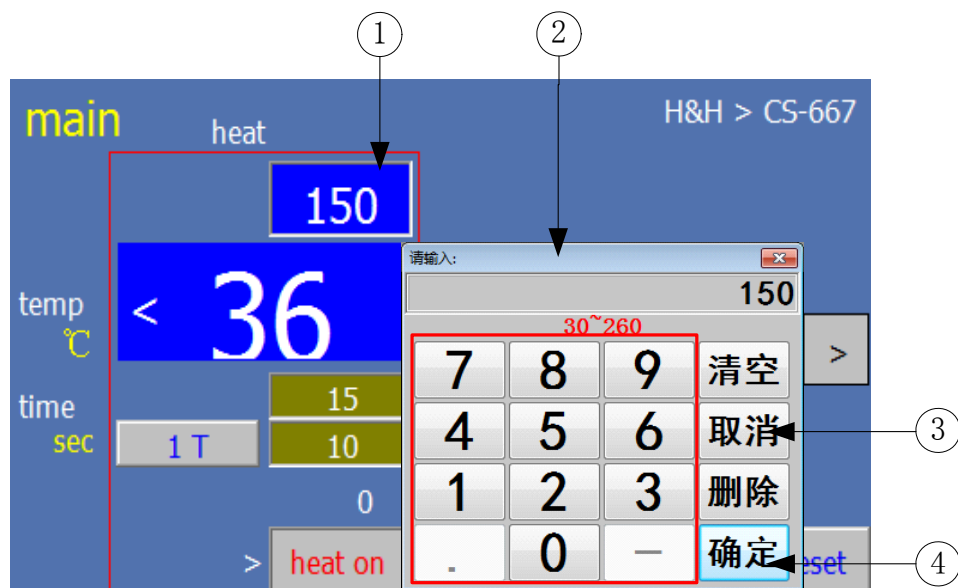 ① ②
main
heat
H&H > CS-667
150
请输入:
150
30~260
temp
℃
< 36
7 8 9 清空
>
time
sec
15
1 T
10
4 5 6 取消
③
0
1 2 3 删除
>
heat on
. 0 — 确定
eset
④